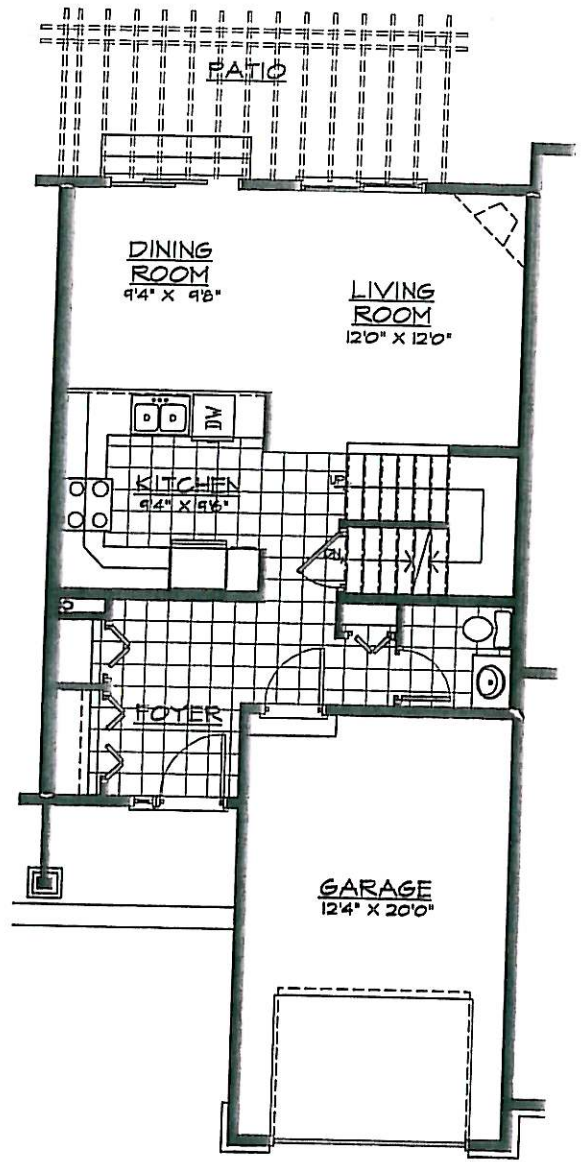 PATIO
DINING
ROOM
9'4" X 9'8"
LIVING
ROOM
12'0" X 12'0"
D D
DW
KITCHEN
9'4" X 9'6"
UP
DN.
FOYER
GARAGE
12'4" X 20'0"